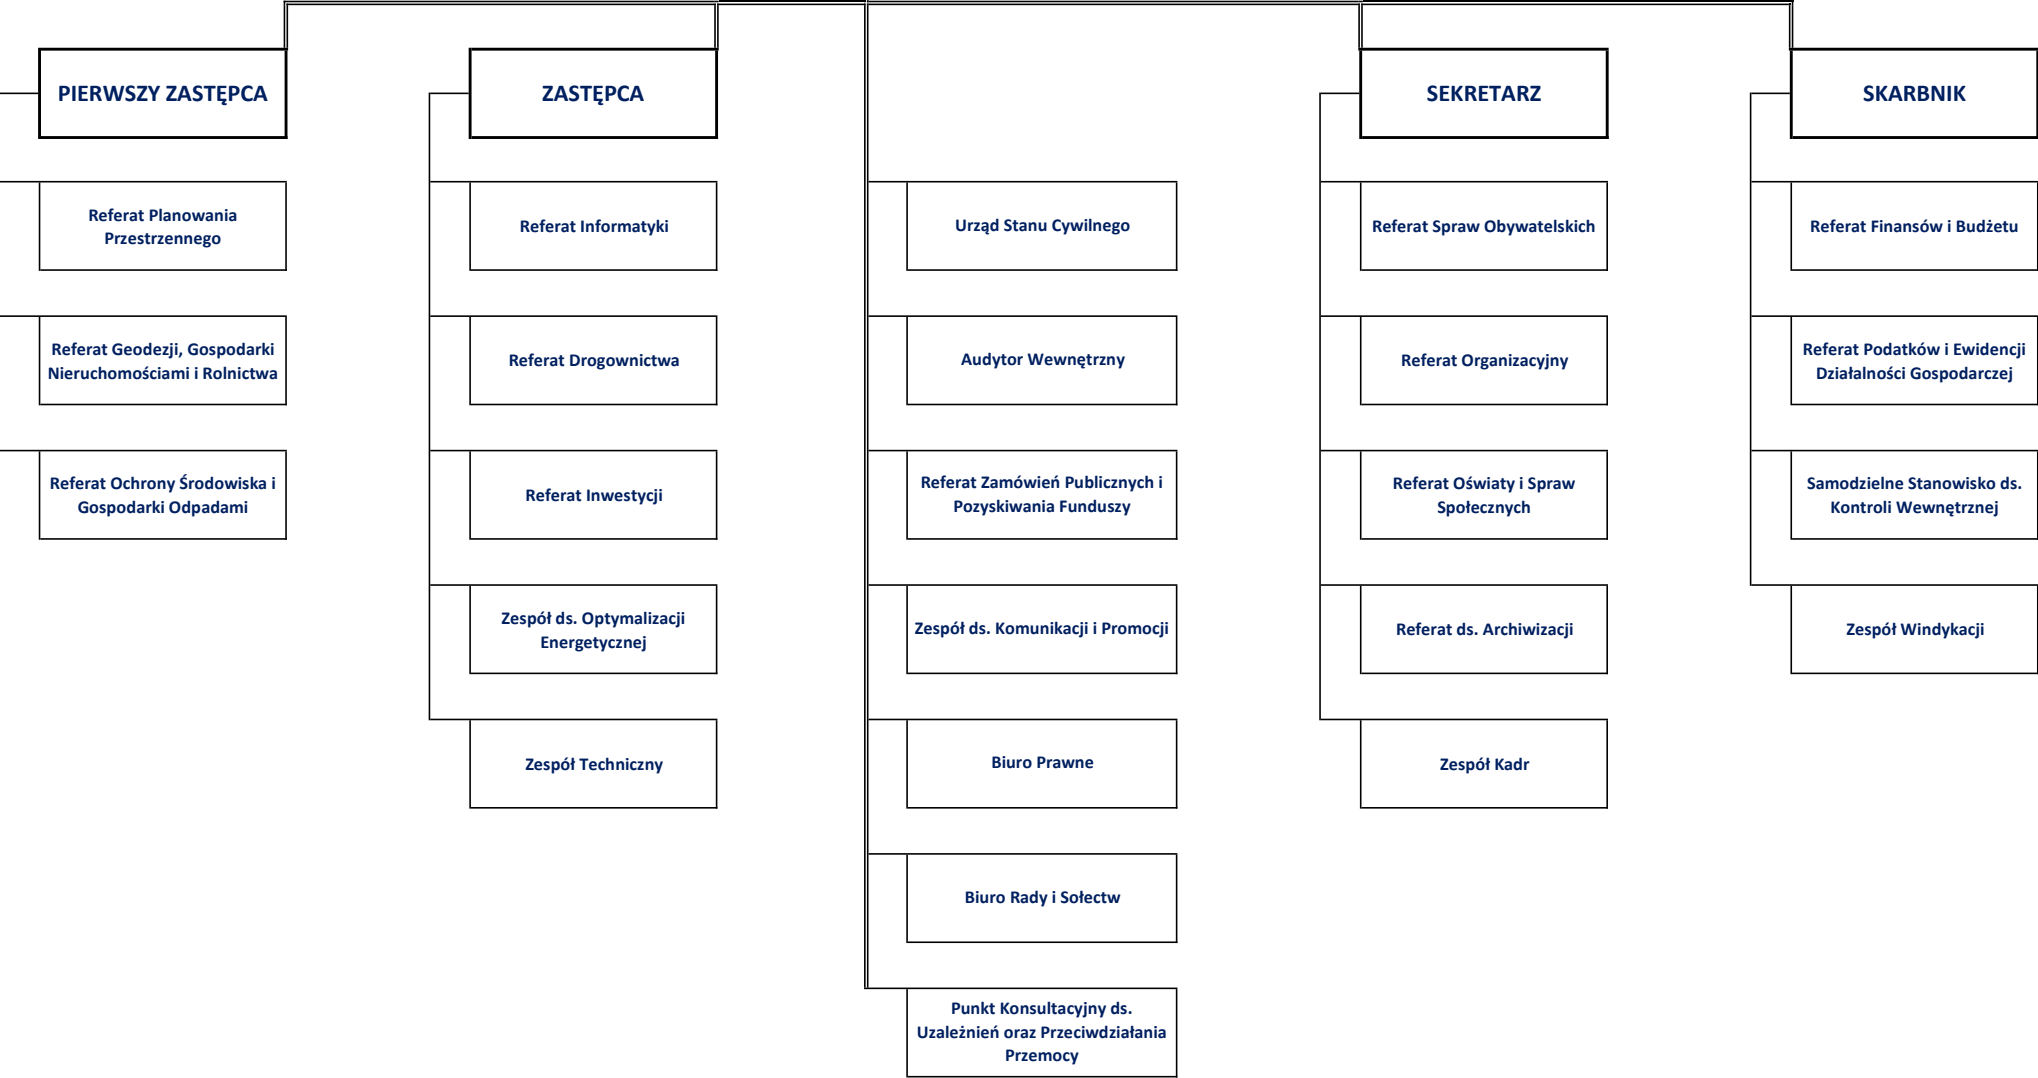 PIERWSZY ZASTĘPCA
Referat Planowania
Przestrzennego
Referat Geodezji, Gospodarki
Nieruchomościami i Rolnictwa
Referat Ochrony Środowiska i
Gospodarki Odpadami
ZASTĘPCA
Referat Informatyki
Referat Drogownictwa
Referat Inwestycji
Zespół ds. Optymalizacji
Energetycznej
Zespół Techniczny
Urząd Stanu Cywilnego
Audytor Wewnętrzny
Referat Zamówień Publicznych i
Pozyskiwania Funduszy
Zespół ds. Komunikacji i Promocji
Biuro Prawne
Biuro Rady i Sołectw
Punkt Konsultacyjny ds.
Uzależnień oraz Przeciwdziałania
Przemocy
SEKRETARZ
Referat Spraw Obywatelskich
Referat Organizacyjny
Referat Oświaty i Spraw
Społecznych
Referat ds. Archiwizacji
Zespół Kadr
SKARBNIK
Referat Finansów i Budżetu
Referat Podatków i Ewidencji
Działalności Gospodarczej
Samodzielne Stanowisko ds.
Kontroli Wewnętrznej
Zespół Windykacji